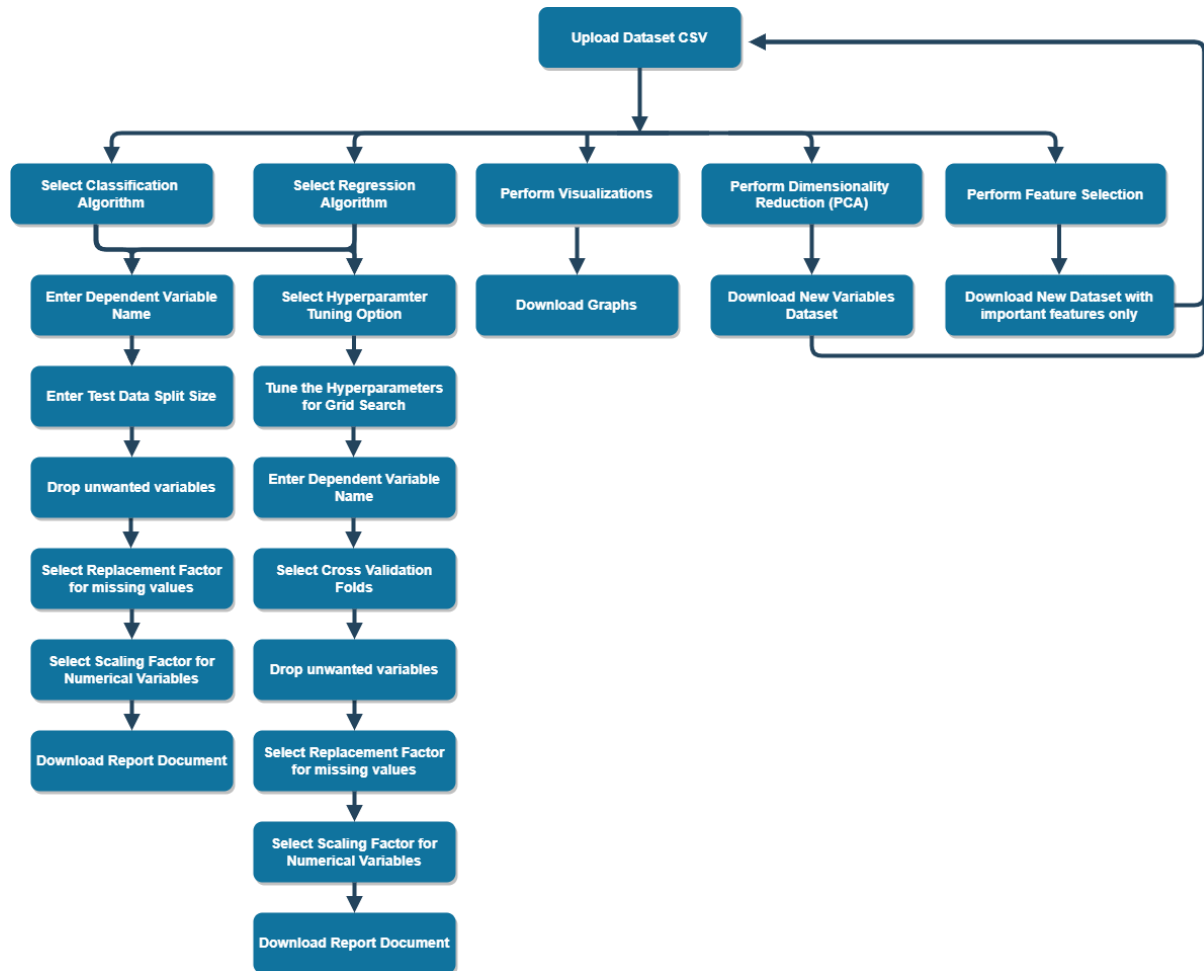 Upload Dataset CSV
Select Classification
Algorithm
Select Regression
Algorithm
Perform Visualizations
Perform Dimensionality
Reduction (PCA)
Perform Feature Selection
Enter Dependent Variable
Name
Select Hyperparamter
Tuning Option
Download Graphs
Download New Variables
Dataset
Download New Dataset with
important features only
Enter Test Data Split Size
Tune the Hyperparameters
for Grid Search
Drop unwanted variables
Enter Dependent Variable
Name
Select Replacement Factor
for missing values
Select Cross Validation
Folds
Select Scaling Factor for
Numerical Variables
Drop unwanted variables
Download Report Document
Select Replacement Factor
for missing values
Select Scaling Factor for
Numerical Variables
Download Report Document